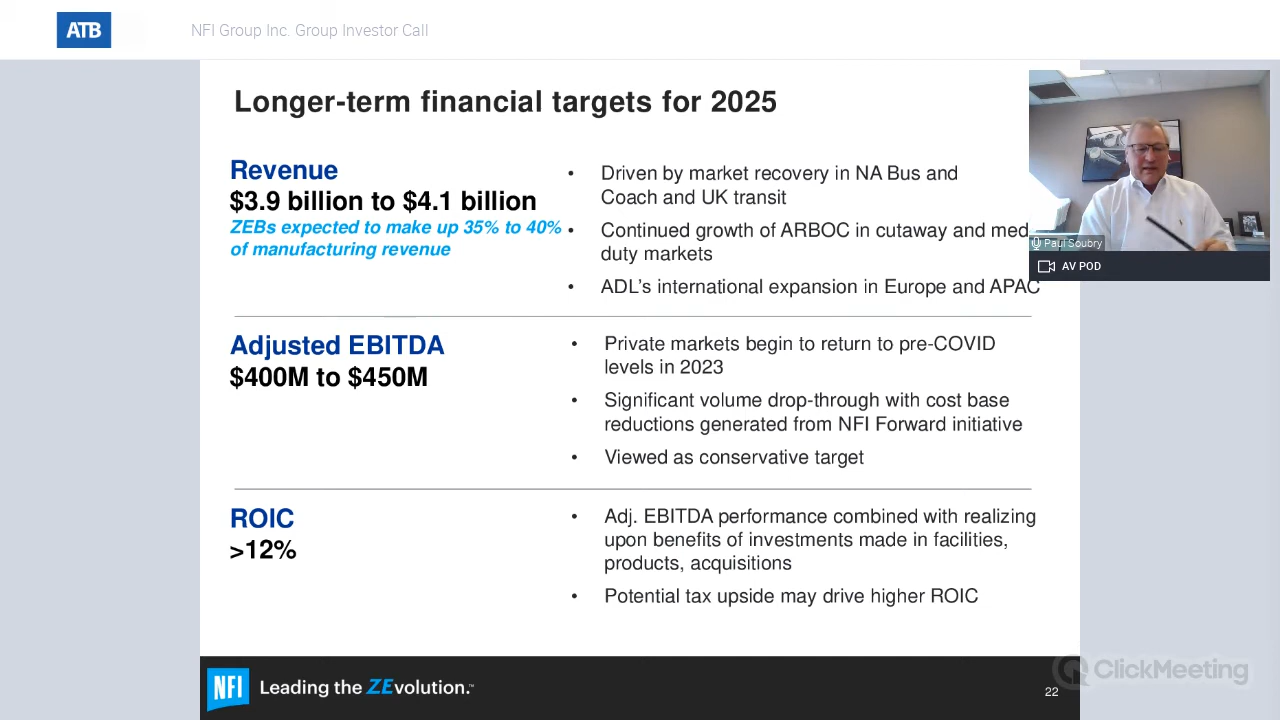 ATB
NFI Group Inc. Group Investor Call
Longer-term financial targets for 2025
Revenue
$3.9 billion to $4.1 billion
ZEBs expected to make up 35% to 40%
of manufacturing revenue
• Driven by market recovery in NA Bus and
Coach and UK transit
• Continued growth of ARBOC in cutaway and med
duty markets
• ADL's international expansion in Europe and APAC
Adjusted EBITDA
$400M to $450M
• Private markets begin to return to pre-COVID
levels in 2023
• Significant volume drop-through with cost base
reductions generated from NFI Forward initiative
• Viewed as conservative target
ROIC
>12%
• Adj. EBITDA performance combined with realizing
upon benefits of investments made in facilities,
products, acquisitions
• Potential tax upside may drive higher ROIC
Paul Soubry
AV POD
NFI
Leading the ZEvolution.™
22
ClickMeeting